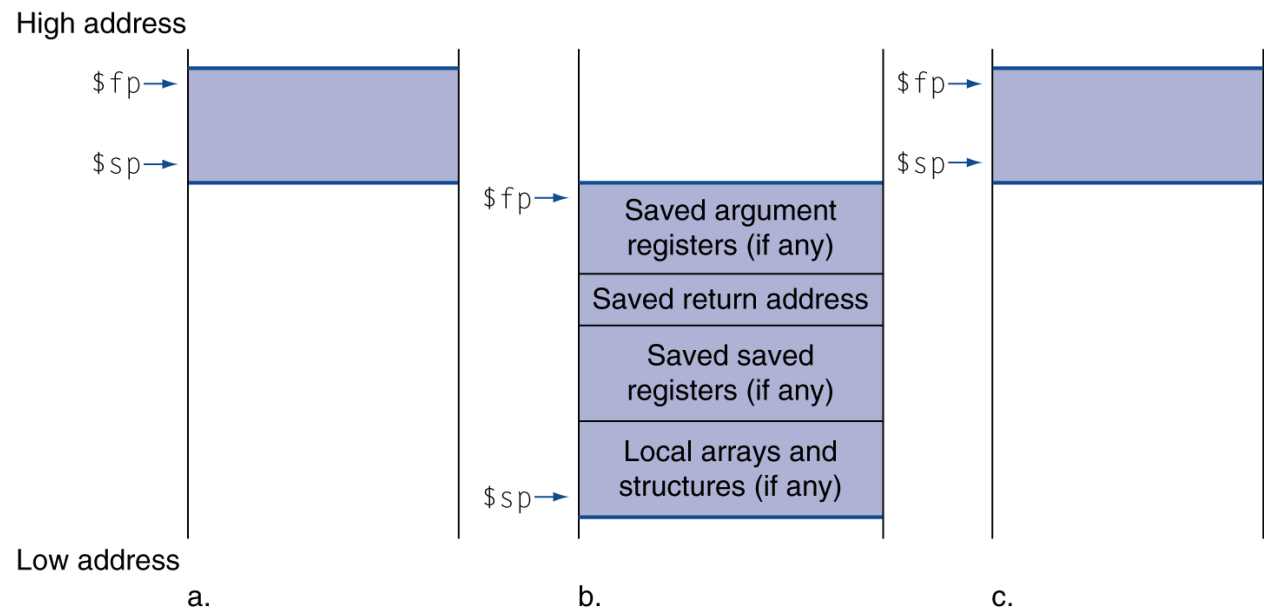 High address
$fp
$sp
$fp
Saved argument
registers (if any)
Saved return address
Saved saved
registers (if any)
Local arrays and
structures (if any)
$sp
$fp
$sp
Low address
a.
b.
c.